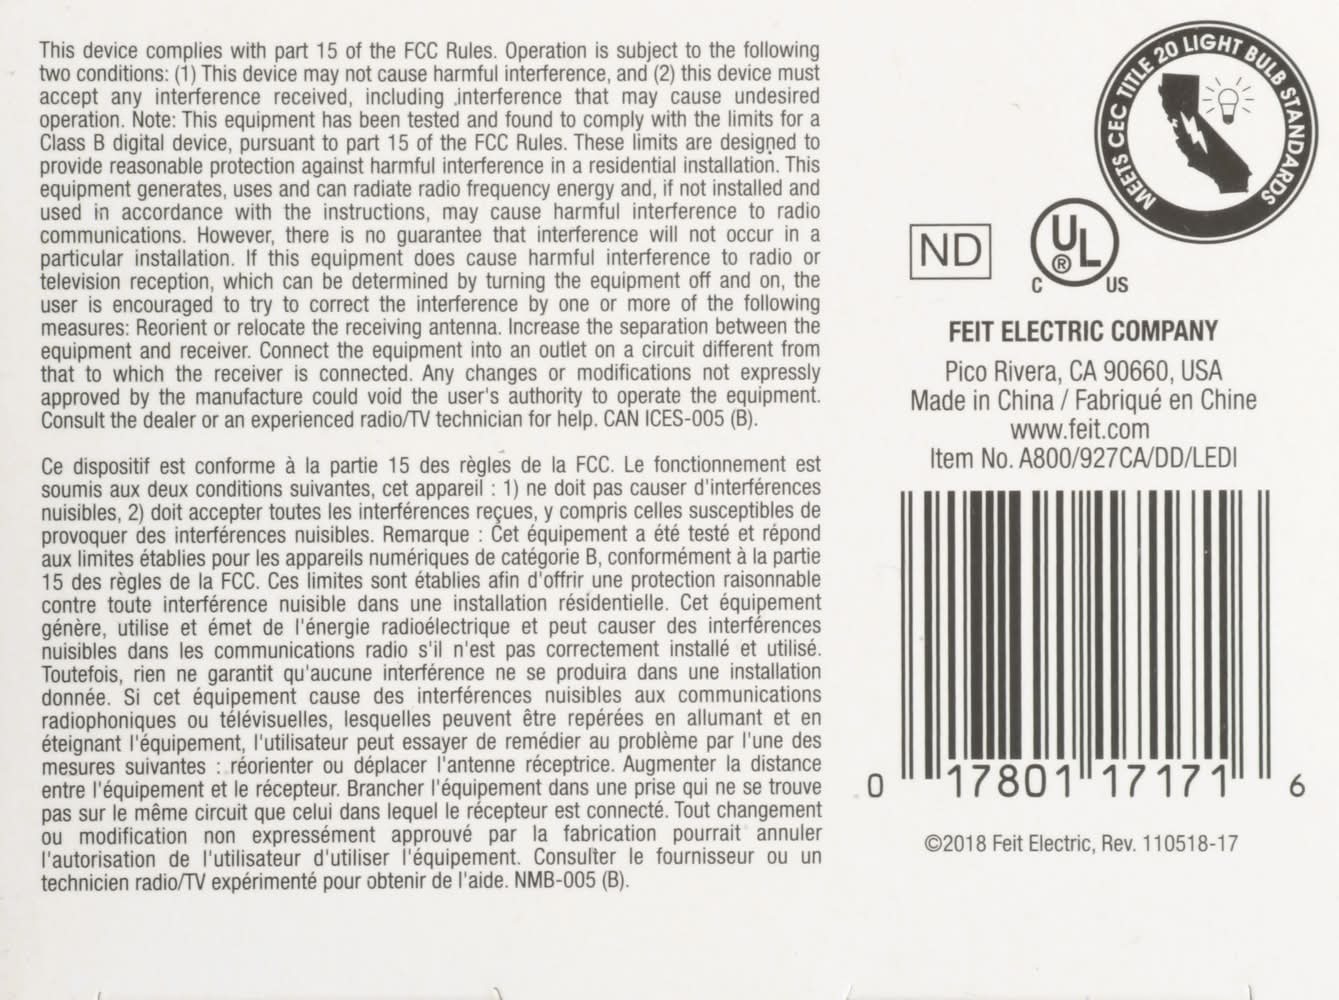 This device complies with part 15 of the FCC Rules. Operation is subject to the following
two conditions: (1) This device may not cause harmful interference, and (2) this device must
accept any interference received, including interference that may cause undesired
operation. Note: This equipment has been tested and found to comply with the limits for a
Class B digital device, pursuant to part 15 of the FCC Rules. These limits are designed to
provide reasonable protection against harmful interference in a residential installation. This
equipment generates, uses and can radiate radio frequency energy and, if not installed and
used in accordance with the instructions, may cause harmful interference to radio
communications. However, there is no guarantee that interference will not occur in a
particular installation. If this equipment does cause harmful interference to radio or
television reception, which can be determined by turning the equipment off and on, the
user is encouraged to try to correct the interference by one or more of the following
measures: Reorient or relocate the receiving antenna. Increase the separation between the
equipment and receiver. Connect the equipment into an outlet on a circuit different from
that to which the receiver is connected. Any changes or modifications not expressly
approved by the manufacture could void the user's authority to operate the equipment.
Consult the dealer or an experienced radio/TV technician for help. CAN ICES-005 (B).
Ce dispositif est conforme à la partie 15 des règles de la FCC. Le fonctionnement est
soumis aux deux conditions suivantes, cet appareil : 1) ne doit pas causer d'interférences
nuisibles, 2) doit accepter toutes les interférences reçues, y compris celles susceptibles de
provoquer des interférences nuisibles. Remarque : Cet équipement a été testé et répond
aux limites établies pour les appareils numériques de catégorie B, conformément à la partie
15 des règles de la FCC. Ces limites sont établies afin d'offrir une protection raisonnable
contre toute interférence nuisible dans une installation résidentielle. Cet équipement
génère, utilise et émet de l'énergie radioélectrique et peut causer des interférences
nuisibles dans les communications radio s'il n'est pas correctement installé et utilisé.
Toutefois, rien ne garantit qu'aucune interférence ne se produira dans une installation
donnée. Si cet équipement cause des interférences nuisibles aux communications
radiophoniques ou télévisuelles, lesquelles peuvent être repérées en allumant et en
éteignant l'équipement, l'utilisateur peut essayer de remédier au problème par l'une des
mesures suivantes : réorienter ou déplacer l'antenne réceptrice. Augmenter la distance
entre l'équipement et le récepteur. Brancher l'équipement dans une prise qui ne se trouve
pas sur le même circuit que celui dans lequel le récepteur est connecté. Tout changement
ou modification non expressément approuvé par la fabrication pourrait annuler
l'autorisation de l'utilisateur d'utiliser l'équipement. Consulter le fournisseur ou un
technicien radio/TV expérimenté pour obtenir de l'aide. NMB-005 (B).
MEETS CEC TITLE 20 LIGHT BULB STANDARDS
ND
UL ®
C US
FEIT ELECTRIC COMPANY
Pico Rivera, CA 90660, USA
Made in China / Fabriqué en Chine
www.feit.com
Item No. A800/927CA/DD/LEDI
0 17801 17171 6
©2018 Feit Electric, Rev. 110518-17